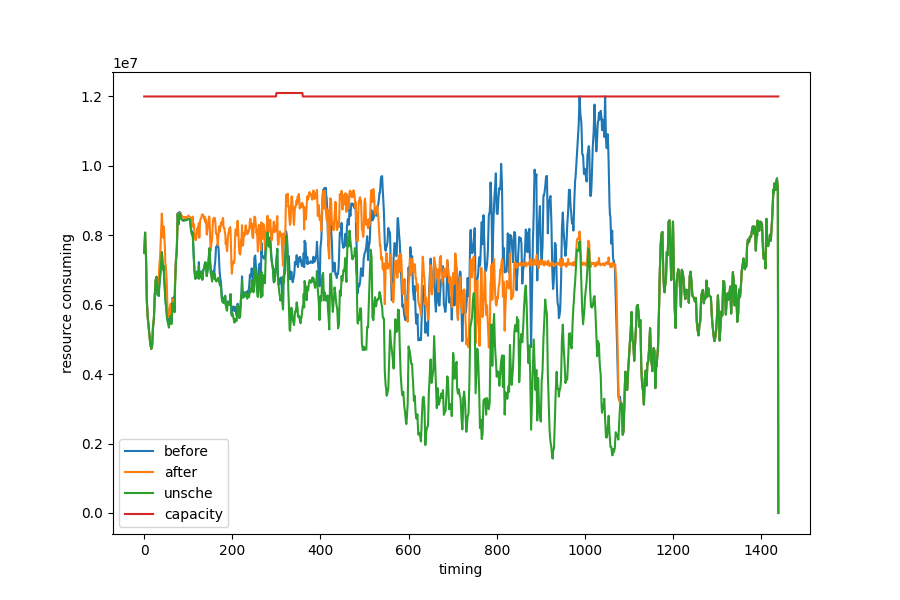 1e7
1.2
1.0
0.8
0.6
0.4
0.2
0.0
resource consuming
before
after
unsche
capacity
0 200 400 600 800 1000 1200 1400
timing